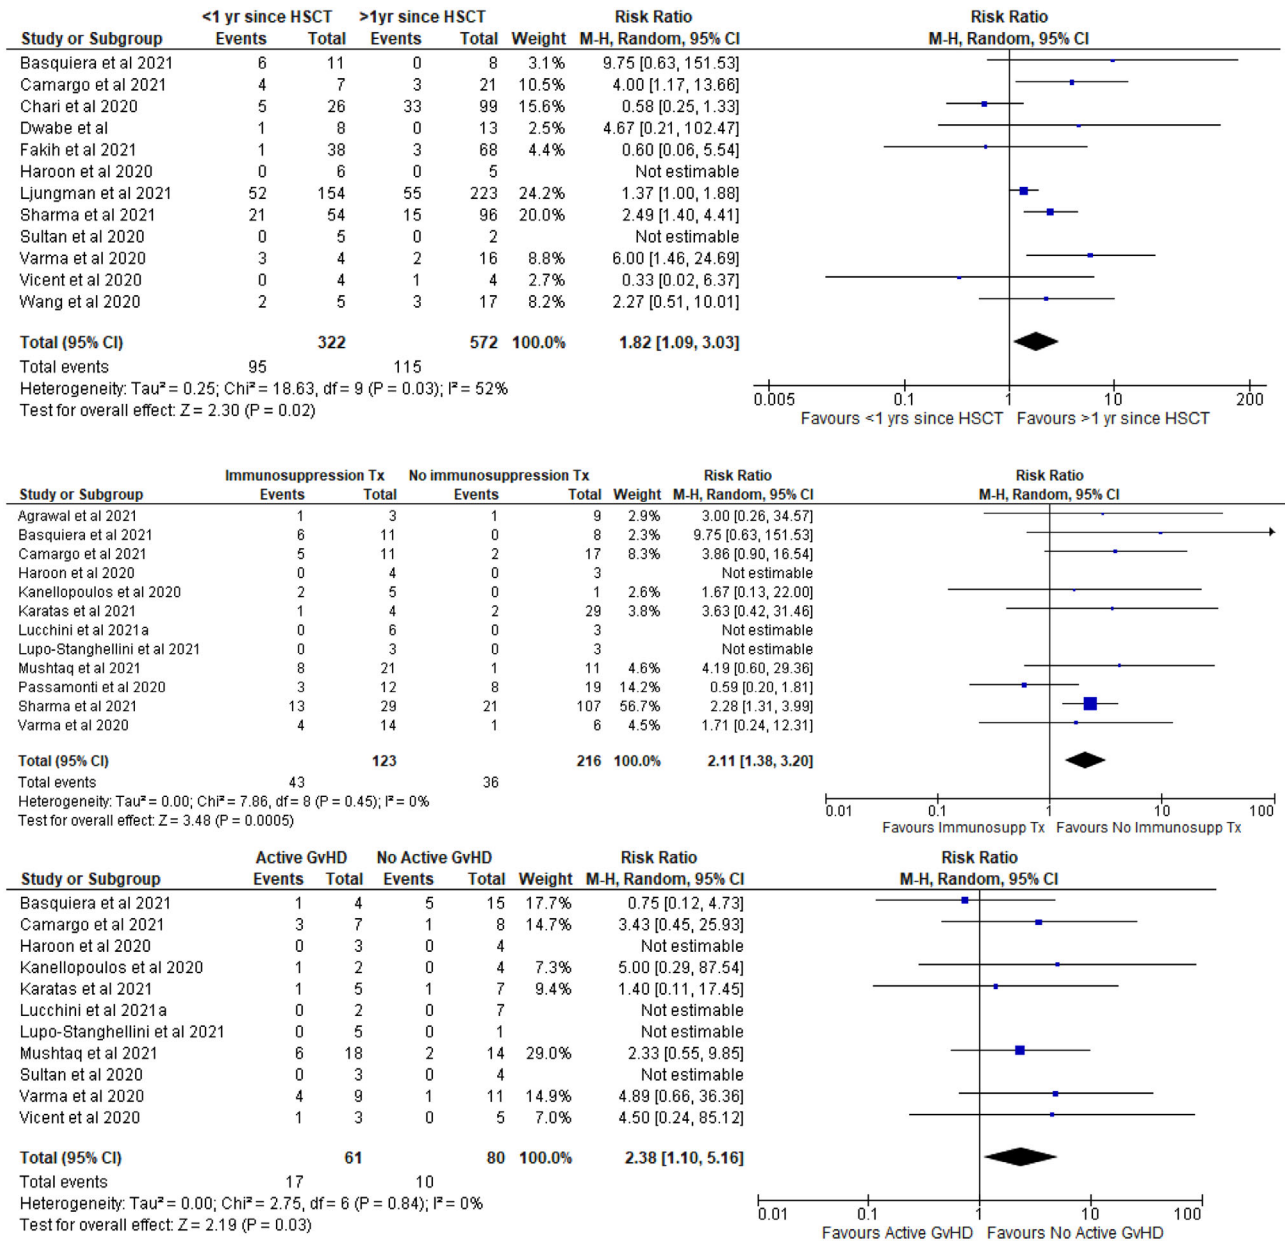 <1 yr since HSCT >1yr since HSCT Risk Ratio Risk Ratio
Study or Subgroup Events Total Events Total Weight M-H, Random, 95% CI M-H, Random, 95% CI
Basquiera et al 2021 6 11 0 8 3.1% 9.75 [0.63, 151.53]
Camargo et al 2021 4 7 3 21 10.5% 4.00 [1.17, 13.66]
Chari et al 2020 5 26 33 99 15.6% 0.58 [0.25, 1.33]
Dwabe et al 1 8 0 13 2.5% 4.67 [0.21, 102.47]
Fakih et al 2021 1 38 3 68 4.4% 0.60 [0.06, 5.54]
Haroon et al 2020 0 6 0 5 Not estimable
Ljungman et al 2021 52 154 55 223 24.2% 1.37 [1.00, 1.88]
Sharma et al 2021 21 54 15 96 20.0% 2.49 [1.40, 4.41]
Sultan et al 2020 0 5 0 2 Not estimable
Varma et al 2020 3 4 2 16 8.8% 6.00 [1.46, 24.69]
Vicent et al 2020 0 4 1 4 2.7% 0.33 [0.02, 6.37]
Wang et al 2020 2 5 3 17 8.2% 2.27 [0.51, 10.01]
Total (95% CI) 322 572 100.0% 1.82 [1.09, 3.03]
Total events 95 115
Heterogeneity: Tau² = 0.25; Chi² = 18.63, df = 9 (P = 0.03); I² = 52%
Test for overall effect: Z = 2.30 (P = 0.02)
0.005 0.1 1 10 200
Favours <1 yrs since HSCT Favours >1 yr since HSCT
Immunosuppression Tx No immunosuppression Tx Risk Ratio Risk Ratio
Study or Subgroup Events Total Events Total Weight M-H, Random, 95% CI M-H, Random, 95% CI
Agrawal et al 2021 1 3 1 9 2.9% 3.00 [0.26, 34.57]
Basquiera et al 2021 6 11 0 8 2.3% 9.75 [0.63, 151.53]
Camargo et al 2021 5 11 2 17 8.3% 3.86 [0.90, 16.54]
Haroon et al 2020 0 4 0 3 Not estimable
Kanellopoulos et al 2020 2 5 0 1 2.6% 1.67 [0.13, 22.00]
Karatas et al 2021 1 4 2 29 3.8% 3.63 [0.42, 31.46]
Lucchini et al 2021a 0 6 0 3 Not estimable
Lupo-Stanghellini et al 2021 0 3 0 3 Not estimable
Mushtaq et al 2021 8 21 1 11 4.6% 4.19 [0.60, 29.36]
Passamonti et al 2020 3 12 8 19 14.2% 0.59 [0.20, 1.81]
Sharma et al 2021 13 29 21 107 56.7% 2.28 [1.31, 3.99]
Varma et al 2020 4 14 1 6 4.5% 1.71 [0.24, 12.31]
Total (95% CI) 123 216 100.0% 2.11 [1.38, 3.20]
Total events 43 36
Heterogeneity: Tau² = 0.00; Chi² = 7.86, df = 8 (P = 0.45); I² = 0%
Test for overall effect: Z = 3.48 (P = 0.0005)
0.01 0.1 1 10 100
Favours Immunosupp Tx Favours No Immunosupp Tx
Active GvHD No Active GvHD Risk Ratio Risk Ratio
Study or Subgroup Events Total Events Total Weight M-H, Random, 95% CI M-H, Random, 95% CI
Basquiera et al 2021 1 4 5 15 17.7% 0.75 [0.12, 4.73]
Camargo et al 2021 3 7 1 8 14.7% 3.43 [0.45, 25.93]
Haroon et al 2020 0 3 0 4 Not estimable
Kanellopoulos et al 2020 1 2 0 4 7.3% 5.00 [0.29, 87.54]
Karatas et al 2021 1 5 1 7 9.4% 1.40 [0.11, 17.45]
Lucchini et al 2021a 0 2 0 7 Not estimable
Lupo-Stanghellini et al 2021 0 5 0 1 Not estimable
Mushtaq et al 2021 6 18 2 14 29.0% 2.33 [0.55, 9.85]
Sultan et al 2020 0 3 0 4 Not estimable
Varma et al 2020 4 9 1 11 14.9% 4.89 [0.66, 36.36]
Vicent et al 2020 1 3 0 5 7.0% 4.50 [0.24, 85.12]
Total (95% CI) 61 80 100.0% 2.38 [1.10, 5.16]
Total events 17 10
Heterogeneity: Tau² = 0.00; Chi² = 2.75, df = 6 (P = 0.84); I² = 0%
Test for overall effect: Z = 2.19 (P = 0.03)
0.01 0.1 1 10 100
Favours Active GvHD Favours No Active GvHD